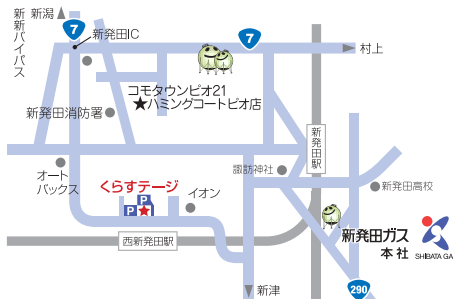 新潟
新新バイパス
7
新発田IC
7
村上
コモタウンピオ21
★ハミングコートピオ店
新発田消防署
新発田駅
オート
バックス
くらすテージ
イオン
諏訪神社
新発田高校
P
P
西新発田駅
新発田ガス
本社
SHIBATA GA
新津
290